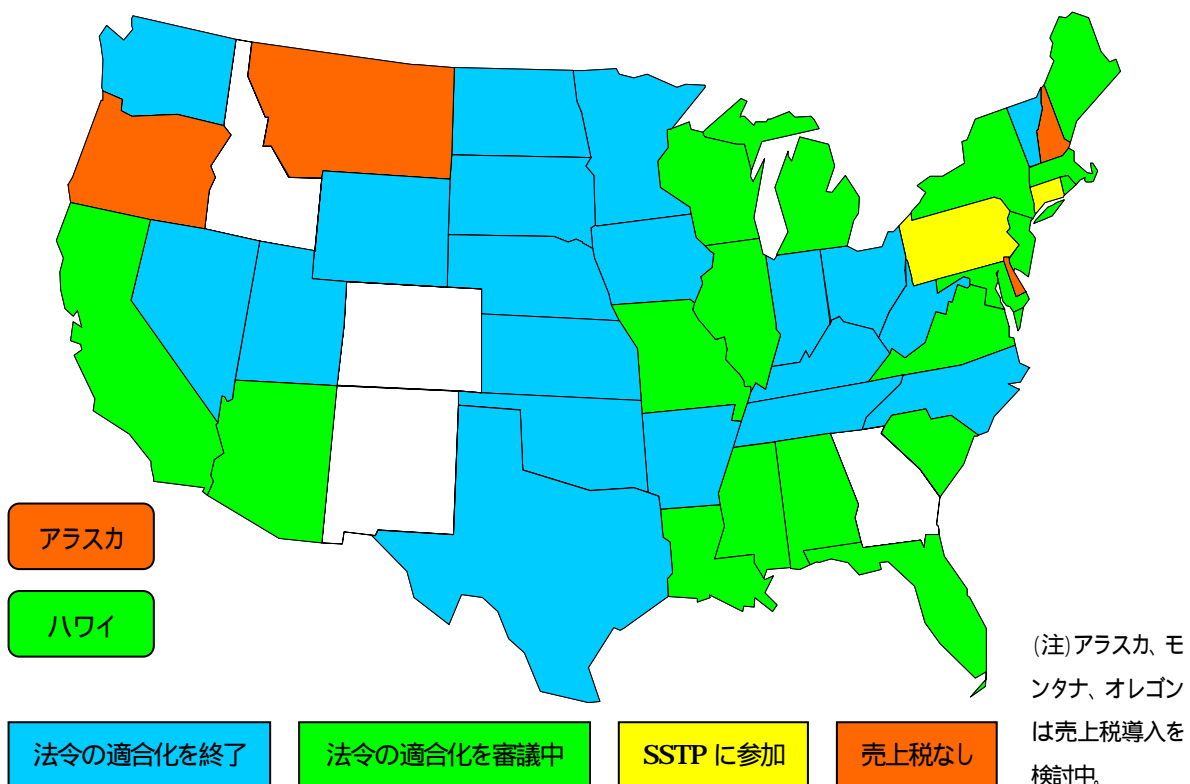 アラスカ
ハワイ
(注)アラスカ、モ
ンタナ、オレゴン
は売上税導入を
検討中。
法令の適合化を終了
法令の適合化を審議中
SSTP に参加
売上税なし